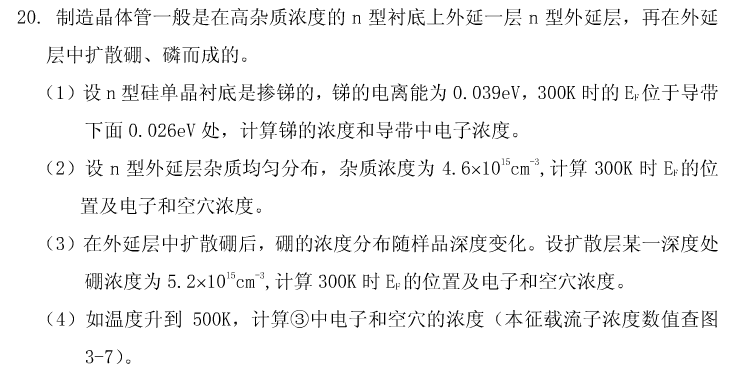 20. 制造晶体管一般是在高杂质浓度的 n 型衬底上外延一层 n 型外延层，再在外延
层中扩散硼、磷而成的。
（1）设 n 型硅单晶衬底是掺锑的，锑的电离能为 0.039eV，300K 时的 EF 位于导带
下面 0.026eV 处，计算锑的浓度和导带中电子浓度。
（2）设 n 型外延层杂质均匀分布，杂质浓度为 4.6×10¹⁵cm⁻³,计算 300K 时 EF 的位
置及电子和空穴浓度。
（3）在外延层中扩散硼后，硼的浓度分布随样品深度变化。设扩散层某一深度处
硼浓度为 5.2×10¹⁵cm⁻³,计算 300K 时 EF 的位置及电子和空穴浓度。
（4）如温度升到 500K，计算③中电子和空穴的浓度（本征载流子浓度数值查图
3-7）。